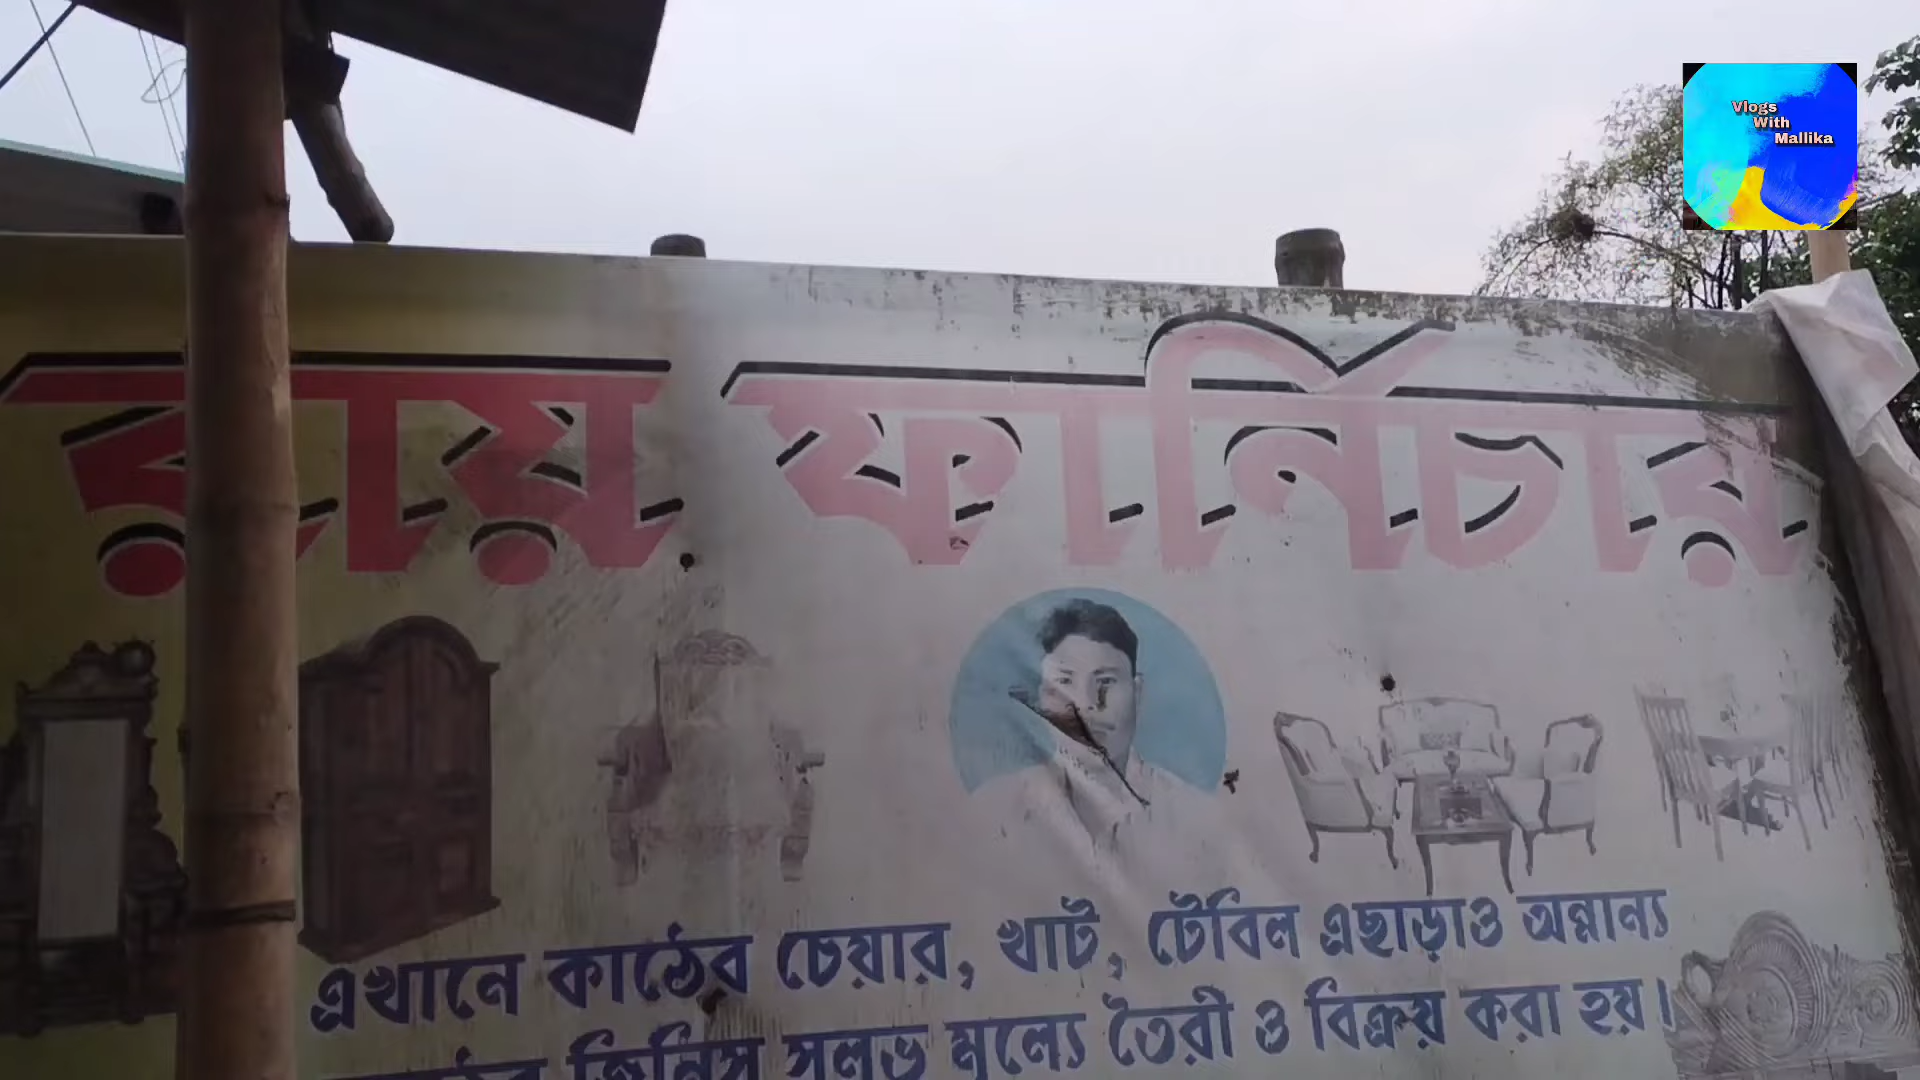 রায় ফার্নিচার
এখানে কাঠের চেয়ার, খাট, টেবিল এছাড়াও অন্নান্য
জিনিস সুলভ মূল্যে তৈরী ও বিক্রয় করা হয়।
Vlogs
With
Mallika